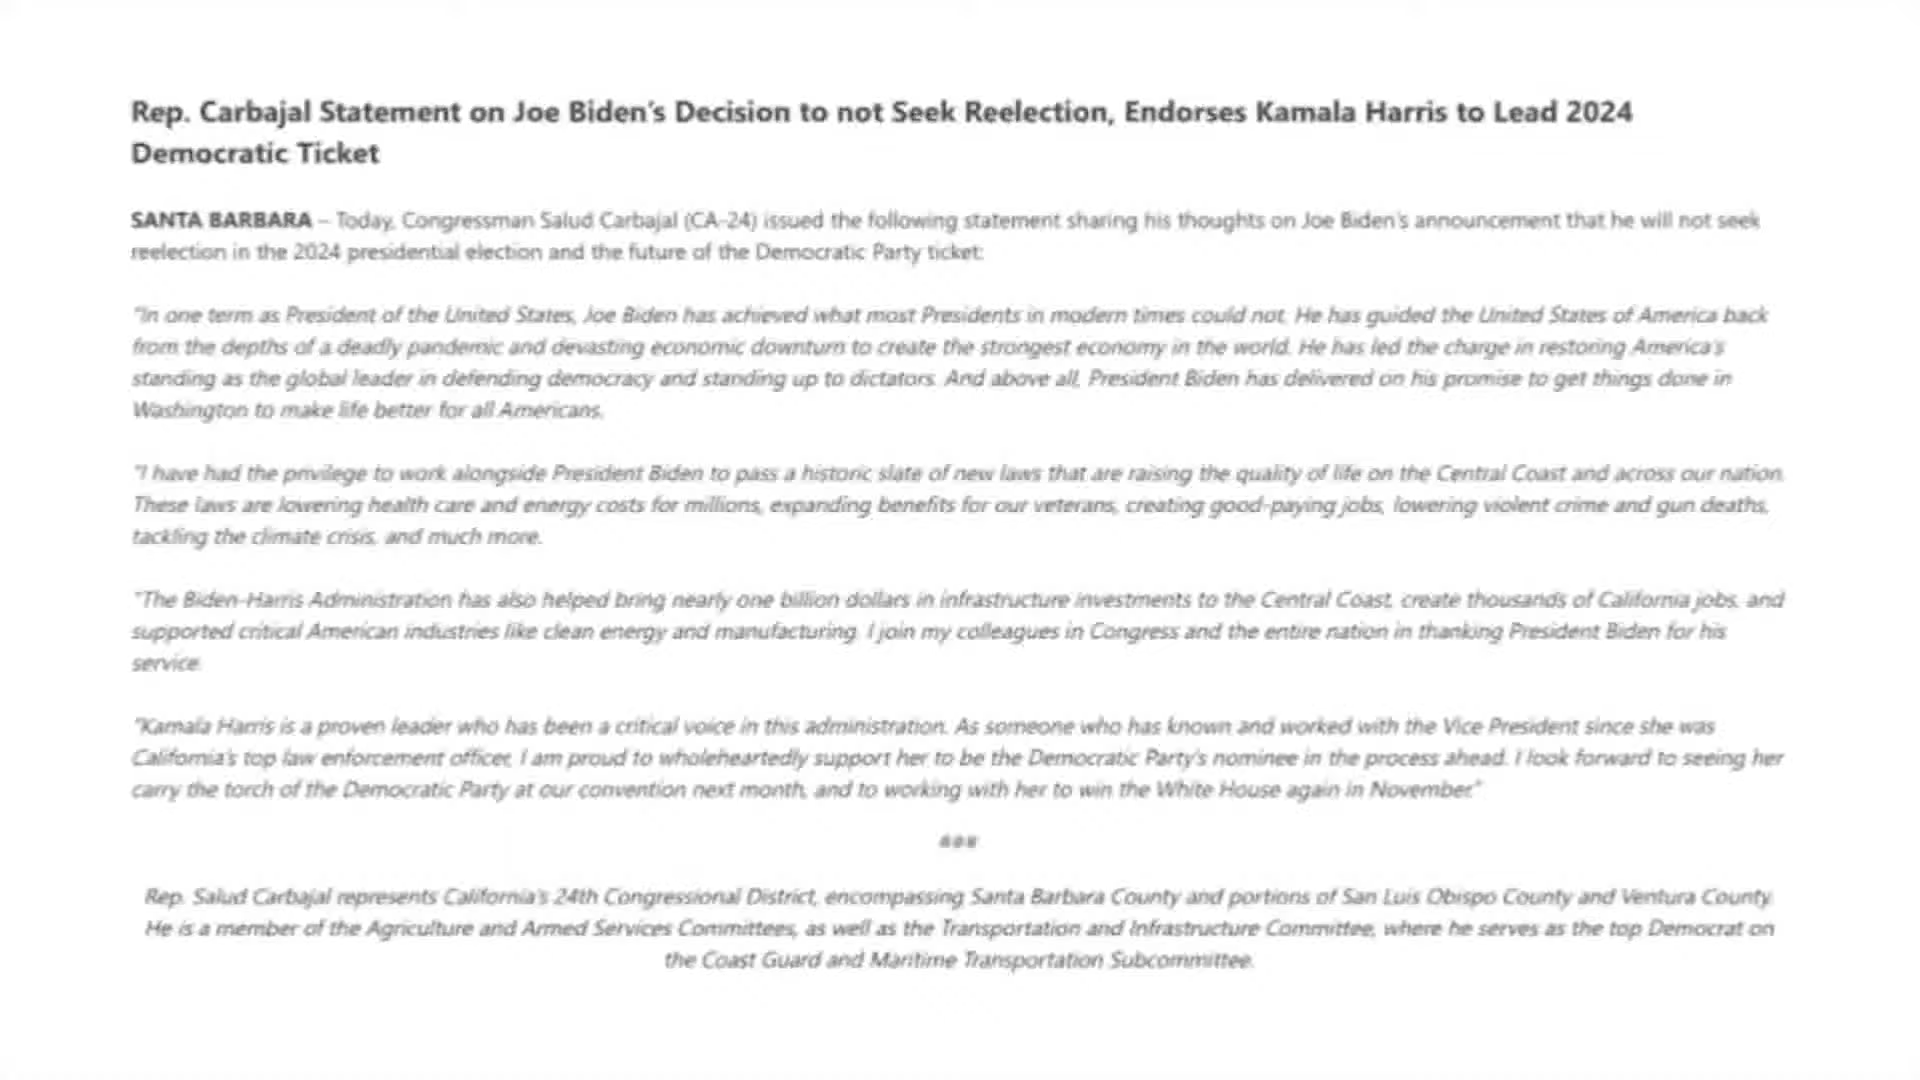 Rep. Carbajal Statement on Joe Biden's Decision to not Seek Reelection, Endorses Kamala Harris to Lead 2024
Democratic Ticket
SANTA BARBARA – Today, Congressman Salud Carbajal (CA-24) issued the following statement sharing his thoughts on Joe Biden's announcement that he will not seek
reelection in the 2024 presidential election and the future of the Democratic Party ticket:
"In one term as President of the United States, Joe Biden has achieved what most Presidents in modern times could not. He has guided the United States of America back
from the depths of a deadly pandemic and devasting economic downturn to create the strongest economy in the world. He has led the charge in restoring America's
standing as the global leader in defending democracy and standing up to dictators. And above all, President Biden has delivered on his promise to get things done in
Washington to make life better for all Americans.
"I have had the privilege to work alongside President Biden to pass a historic slate of new laws that are raising the quality of life on the Central Coast and across our nation.
These laws are lowering health care and energy costs for millions, expanding benefits for our veterans, creating good-paying jobs, lowering violent crime and gun deaths,
tackling the climate crisis, and much more.
"The Biden-Harris Administration has also helped bring nearly one billion dollars in infrastructure investments to the Central Coast, create thousands of California jobs, and
supported critical American industries like clean energy and manufacturing. I join my colleagues in Congress and the entire nation in thanking President Biden for his
service.
"Kamala Harris is a proven leader who has been a critical voice in this administration. As someone who has known and worked with the Vice President since she was
California's top law enforcement officer, I am proud to wholeheartedly support her to be the Democratic Party's nominee in the process ahead. I look forward to seeing her
carry the torch of the Democratic Party at our convention next month, and to working with her to win the White House again in November."
###
Rep. Salud Carbajal represents California's 24th Congressional District, encompassing Santa Barbara County and portions of San Luis Obispo County and Ventura County.
He is a member of the Agriculture and Armed Services Committees, as well as the Transportation and Infrastructure Committee, where he serves as the top Democrat on
the Coast Guard and Maritime Transportation Subcommittee.